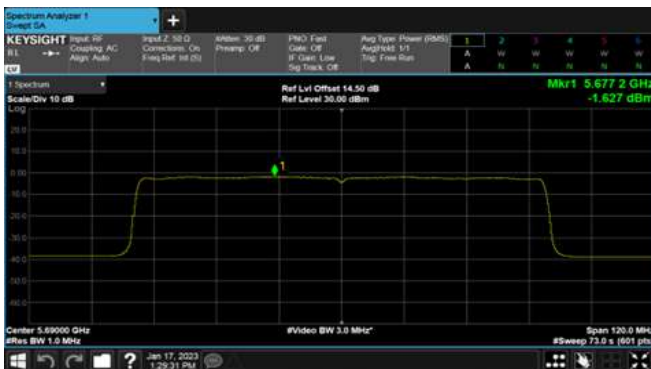 Spectrum Analyzer 1
Swept SA
+
KEYSIGHT Input: RF Input Z: 50 Ω #Atten: 30 dB PNO: Fast Avg Type: Power (RMS) 1 2 3 4 5 6
RL Coupling: AC Corrections: On Preamp: Off Gate: Off Avg|Hold: 1/1 A W W W W W
Align: Auto Freq Ref: Int (S) IF Gain: Low Trig: Free Run
Sig Track: Off A N N N N N
1 Spectrum Ref Lvl Offset 14.50 dB Mkr1 5.677 2 GHz
Scale/Div 10 dB Ref Level 30.00 dBm -1.627 dBm
Log
20.0
10.0
1
0.00
-10.0
-20.0
-30.0
-40.0
-50.0
-60.0
Center 5.69000 GHz #Video BW 3.0 MHz* Span 120.0 MHz
#Res BW 1.0 MHz #Sweep 73.0 s (601 pts)
? Jan 17, 2023
1:29:31 PM